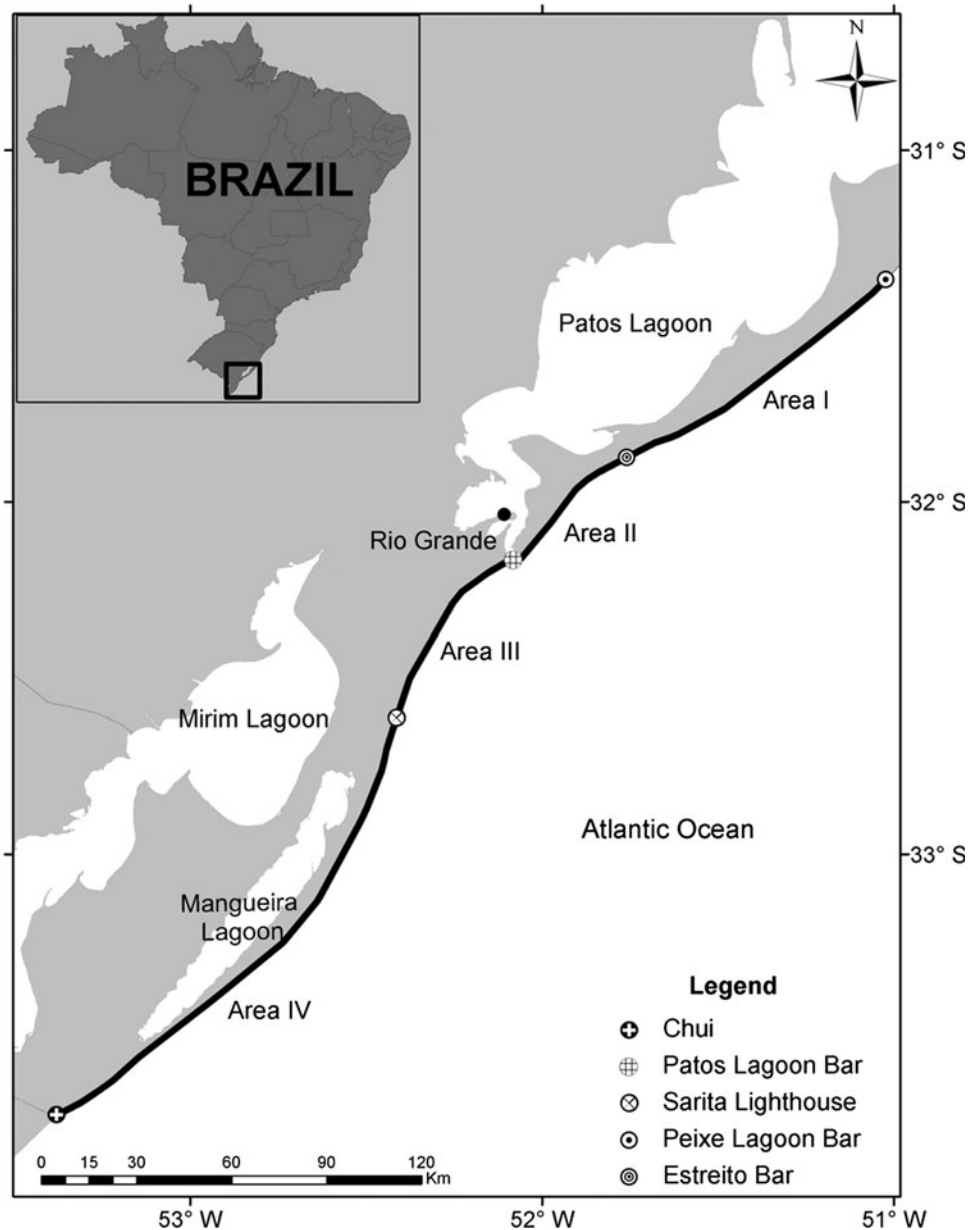 N
BRAZIL
31° S
Patos Lagoon
Area I
32° S
Area II
Rio Grande
Area III
Mirim Lagoon
Atlantic Ocean
33° S
Mangueira
Lagoon
Legend
Area IV
Chui
Patos Lagoon Bar
Sarita Lighthouse
Peixe Lagoon Bar
Estreito Bar
0 15 30 60 90 120
Km
53° W 52° W 51° W